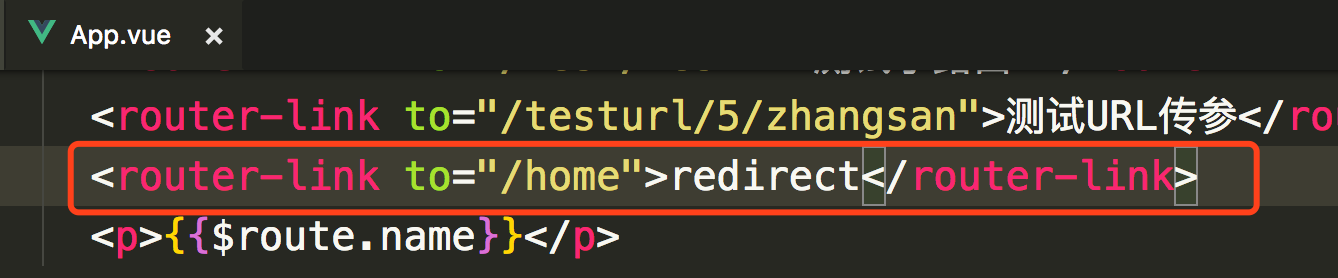 App.vue ×
<router-link to="/testurl/5/zhangsan">测试URL传参</ro
<router-link to="/home">redirect</router-link>
<p>{{$route.name}}</p>